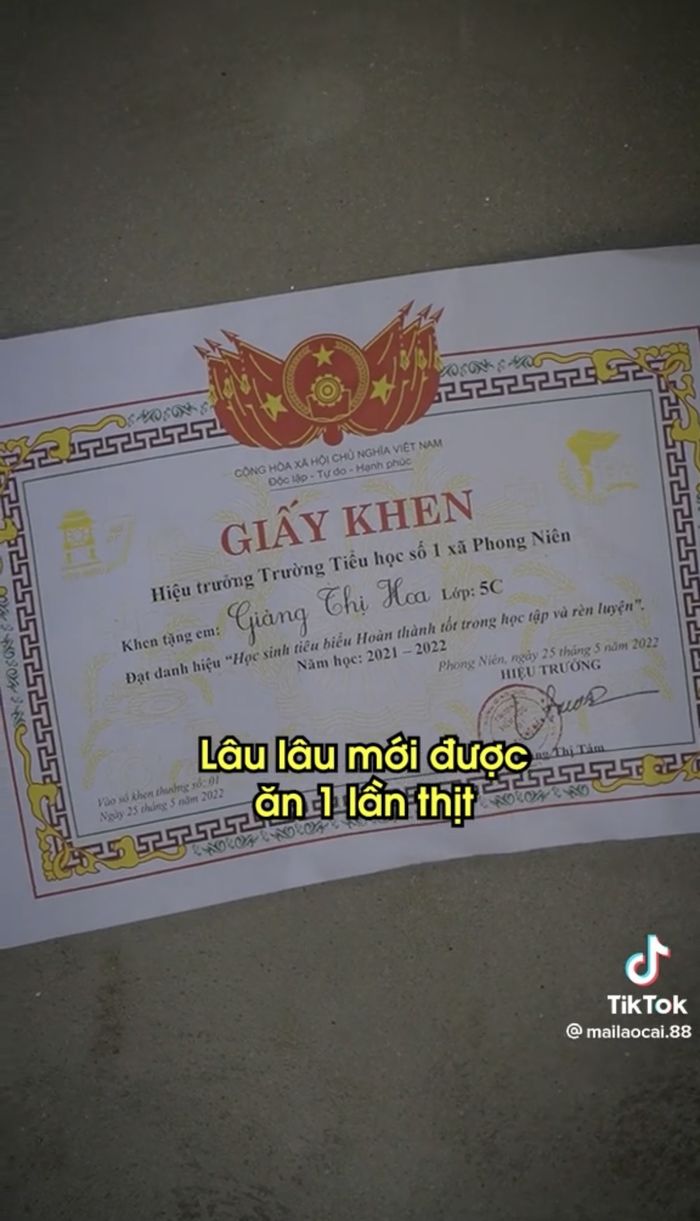 CỘNG HÒA XÃ HỘI CHỦ NGHĨA VIỆT NAM
Độc lập - Tự do - Hạnh phúc
GIẤY KHEN
Hiệu trưởng Trường Tiểu học số 1 xã Phong Niên
Khen tặng em: Giàng Thị Hoa Lớp: 5C
Đạt danh hiệu “Học sinh tiêu biểu Hoàn thành tốt trong học tập và rèn luyện”.
Năm học: 2021 – 2022
Phong Niên, ngày 25 tháng 5 năm 2022
HIỆU TRƯỞNG
Thị Tâm
Vào sổ khen thưởng số: 01
Ngày 25 tháng 5 năm 2022
Lâu lâu mới được
ăn 1 lần thịt
TikTok
@mailaocai.88